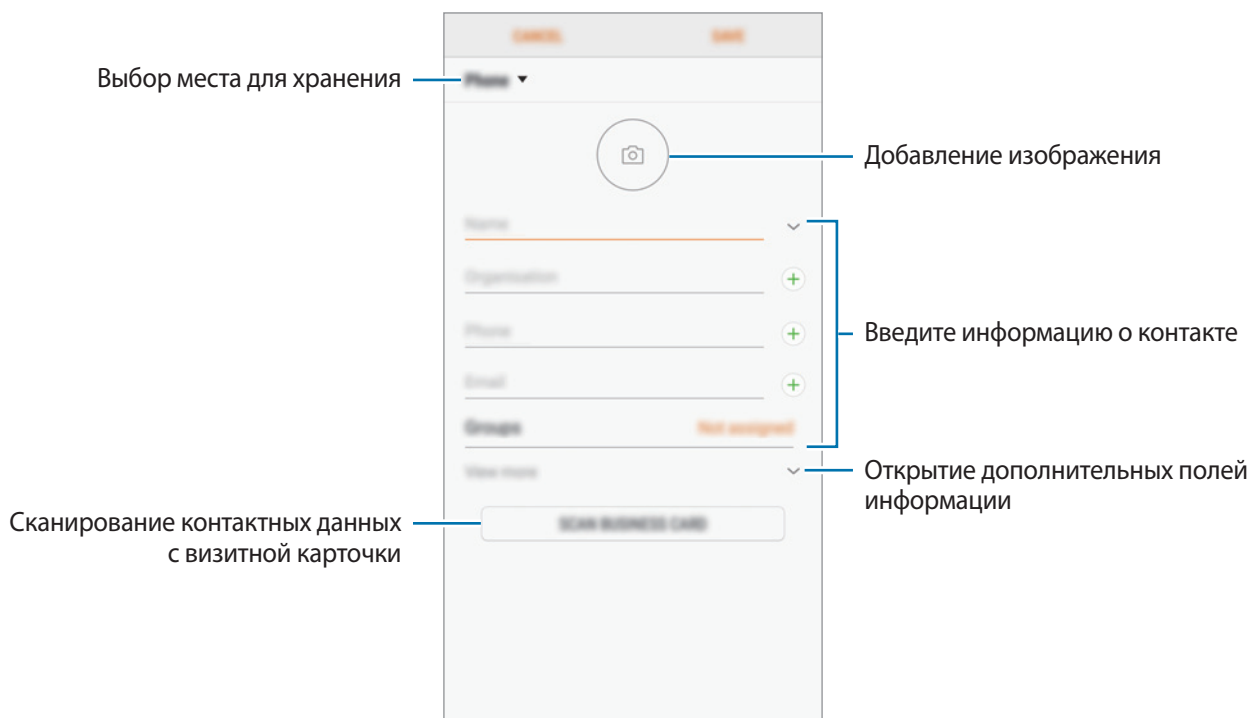 CANCEL
SAVE
Выбор места для хранения
Phone
Добавление изображения
Name
Organisation
Phone
Введите информацию о контакте
Email
Groups
Not assigned
View more
Открытие дополнительных полей
информации
Сканирование контактных данных
с визитной карточки
SCAN BUSINESS CARD